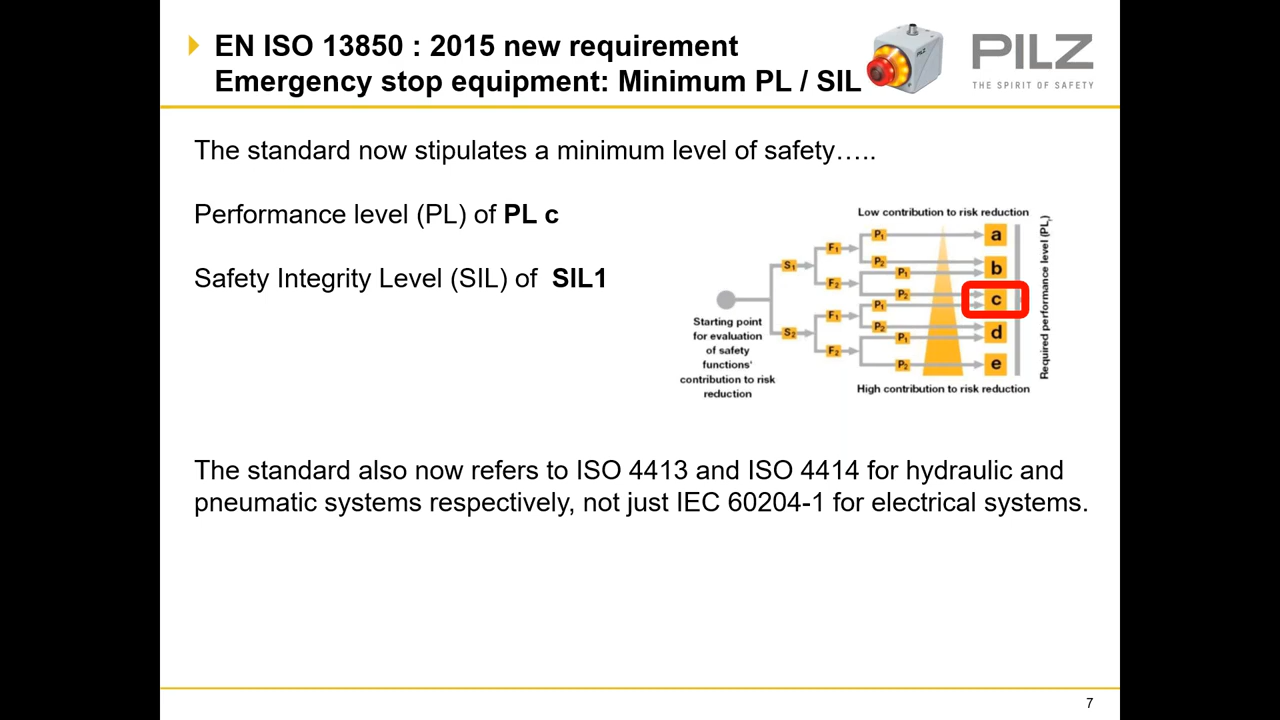 EN ISO 13850 : 2015 new requirement
Emergency stop equipment: Minimum PL / SIL
PILZ
PILZ
THE SPIRIT OF SAFETY
The standard now stipulates a minimum level of safety…..
Performance level (PL) of PL c
Safety Integrity Level (SIL) of SIL1
Low contribution to risk reduction
P1
a
F1
P2
S1
P1
b
F2
P2
c
Starting point
for evaluation
of safety
functions'
contribution to risk
reduction
P1
F1
P2
S2
d
P1
F2
P2
e
High contribution to risk reduction
Required performance level (PLr)
The standard also now refers to ISO 4413 and ISO 4414 for hydraulic and
pneumatic systems respectively, not just IEC 60204-1 for electrical systems.
7